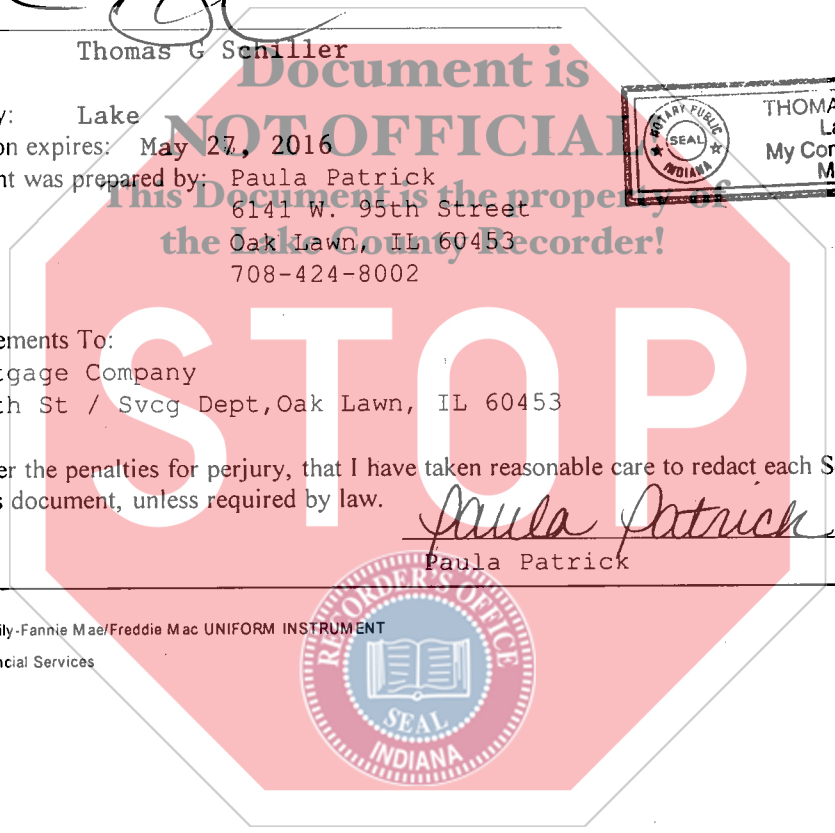 Thomas G Schiller
Document is
y: Lake
NOT OFFICIAL
on expires: May 27, 2016
nt was prepared by: Paula Patrick
This Document is the property of
6141 W. 95th Street
the Lake County Recorder!
Oak Lawn, IL 60453
708-424-8002
NOTARY PUBLIC
SEAL
INDIANA
THOMA
La
My Com
M
STOP
ements To:
tgage Company
th St / Svcg Dept, Oak Lawn, IL 60453
er the penalties for perjury, that I have taken reasonable care to redact each S
s document, unless required by law.
Paula Patrick
Paula Patrick
ily-Fannie Mae/Freddie Mac UNIFORM INSTRUMENT
ncial Services
RECORDER'S OFFICE
SEAL
INDIANA